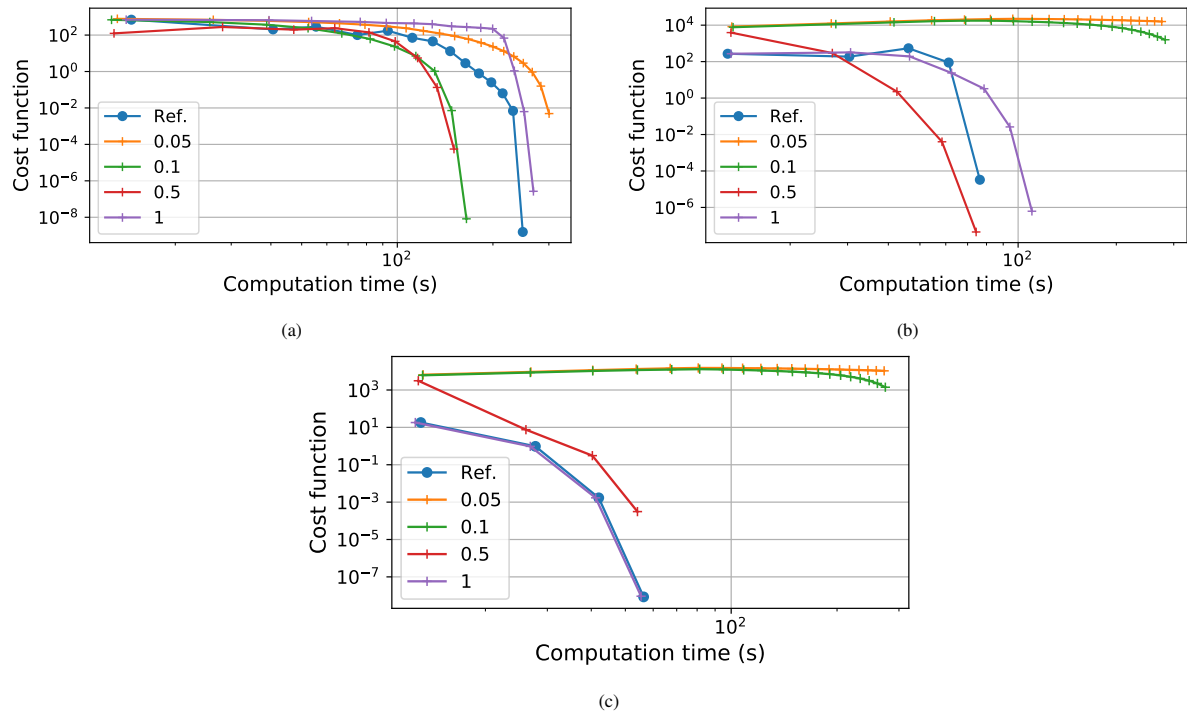 10^2
10^0
10^-2
10^-4
10^-6
10^-8
Cost function
Ref.
0.05
0.1
0.5
1
10^2
Computation time (s)
(a)
10^4
10^2
10^0
10^-2
10^-4
10^-6
Cost function
Ref.
0.05
0.1
0.5
1
10^2
Computation time (s)
(b)
10^3
10^1
10^-1
10^-3
10^-5
10^-7
Cost function
Ref.
0.05
0.1
0.5
1
10^2
Computation time (s)
(c)